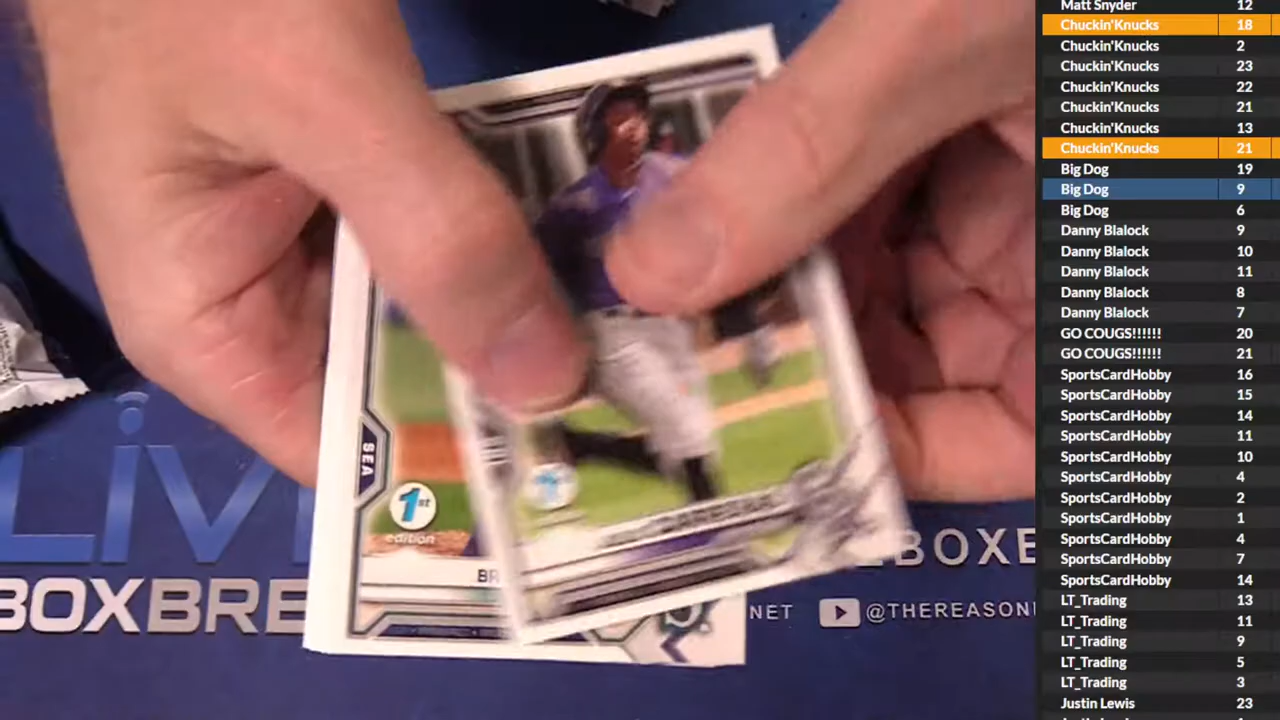 Matt Snyder 12
Chuckin'Knucks 18
Chuckin'Knucks 2
Chuckin'Knucks 23
Chuckin'Knucks 22
Chuckin'Knucks 21
Chuckin'Knucks 13
Chuckin'Knucks 21
Big Dog 19
Big Dog 9
Big Dog 6
Danny Blalock 9
Danny Blalock 10
Danny Blalock 11
Danny Blalock 8
Danny Blalock 7
GO COUGS!!!!!! 20
GO COUGS!!!!!! 21
SportsCardHobby 16
SportsCardHobby 15
SportsCardHobby 14
SportsCardHobby 11
SportsCardHobby 10
SportsCardHobby 4
SportsCardHobby 2
SportsCardHobby 1
SportsCardHobby 4
SportsCardHobby 7
SportsCardHobby 14
LT_Trading 13
LT_Trading 11
LT_Trading 9
LT_Trading 5
LT_Trading 3
Justin Lewis 23
SEA
1st
edition
BR
LIV
BOXBRE
BOXE
NET
@THEREASON